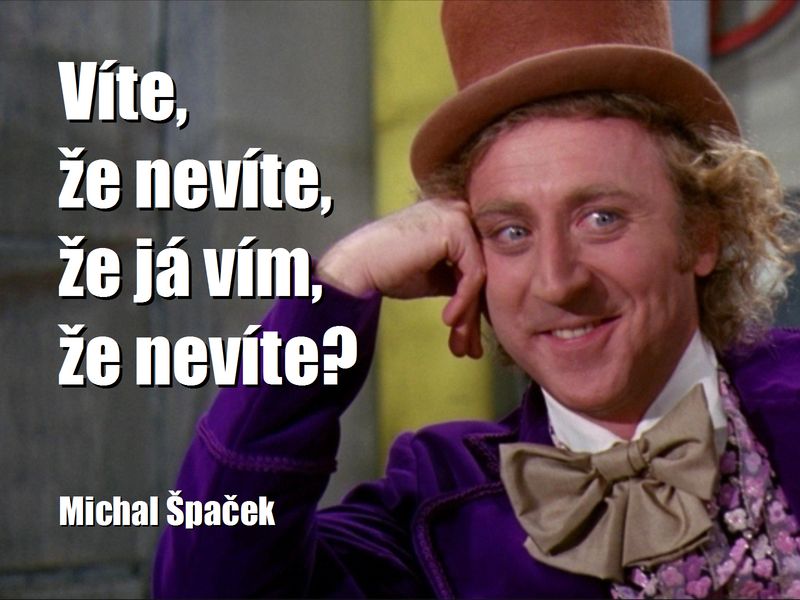 Víte,
že nevíte,
že já vím,
že nevíte?
Michal Špaček